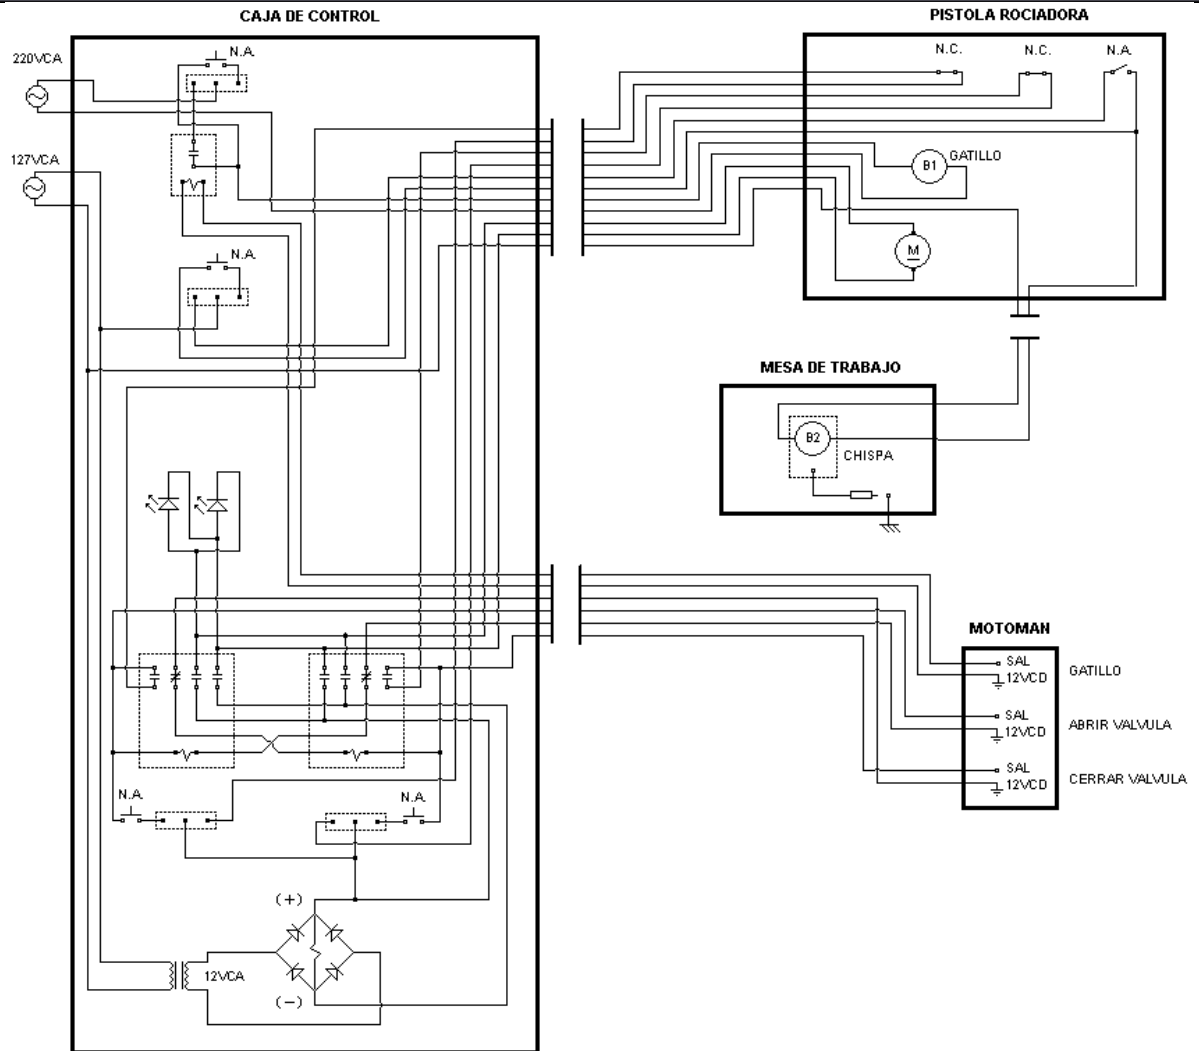 CAJA DE CONTROL
PISTOLA ROCIADORA
220VCA
N.A.
N.C.
N.C.
N.A.
127VCA
B1
GATILLO
M
N.A.
MESA DE TRABAJO
B2
CHISPA
MOTOMAN
SAL
12VCD
GATILLO
SAL
12VCD
ABRIR VALVULA
SAL
12VCD
CERRAR VALVULA
N.A.
N.A.
(+)
12VCA
(-)